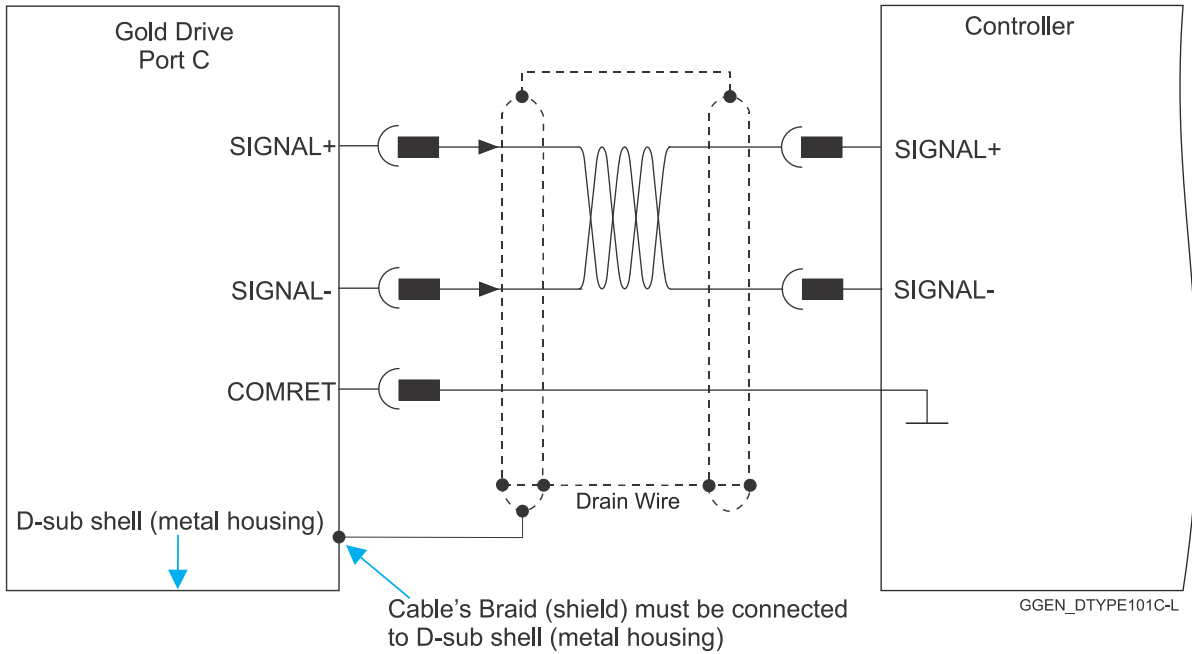 Gold Drive
Port C
Controller
SIGNAL+
SIGNAL+
SIGNAL-
SIGNAL-
COMRET
Drain Wire
D-sub shell (metal housing)
Cable's Braid (shield) must be connected
to D-sub shell (metal housing)
GGEN_DTYPE101C-L